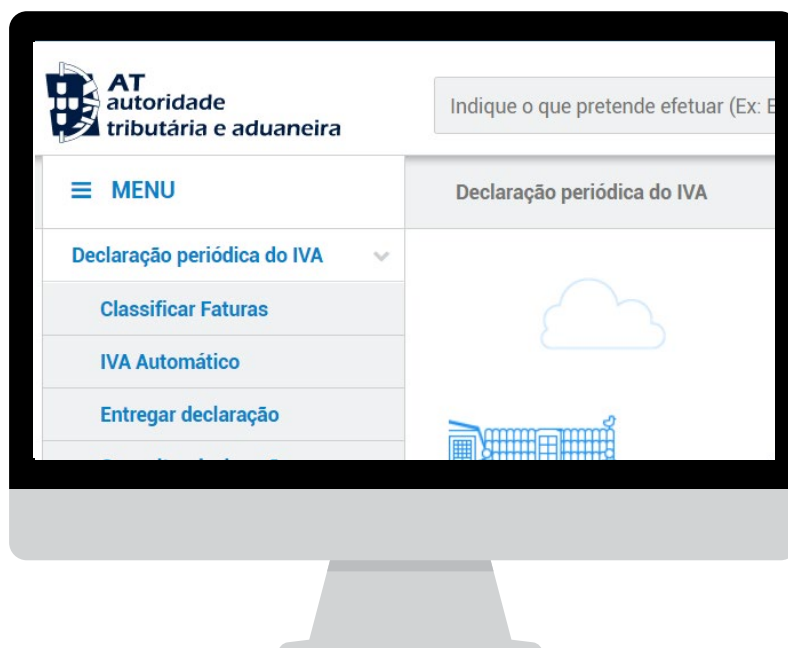 AT
autoridade
tributária e aduaneira
Indique o que pretende efetuar (Ex:
MENU
Declaração periódica do IVA
Declaração periódica do IVA
Classificar Faturas
IVA Automático
Entregar declaração